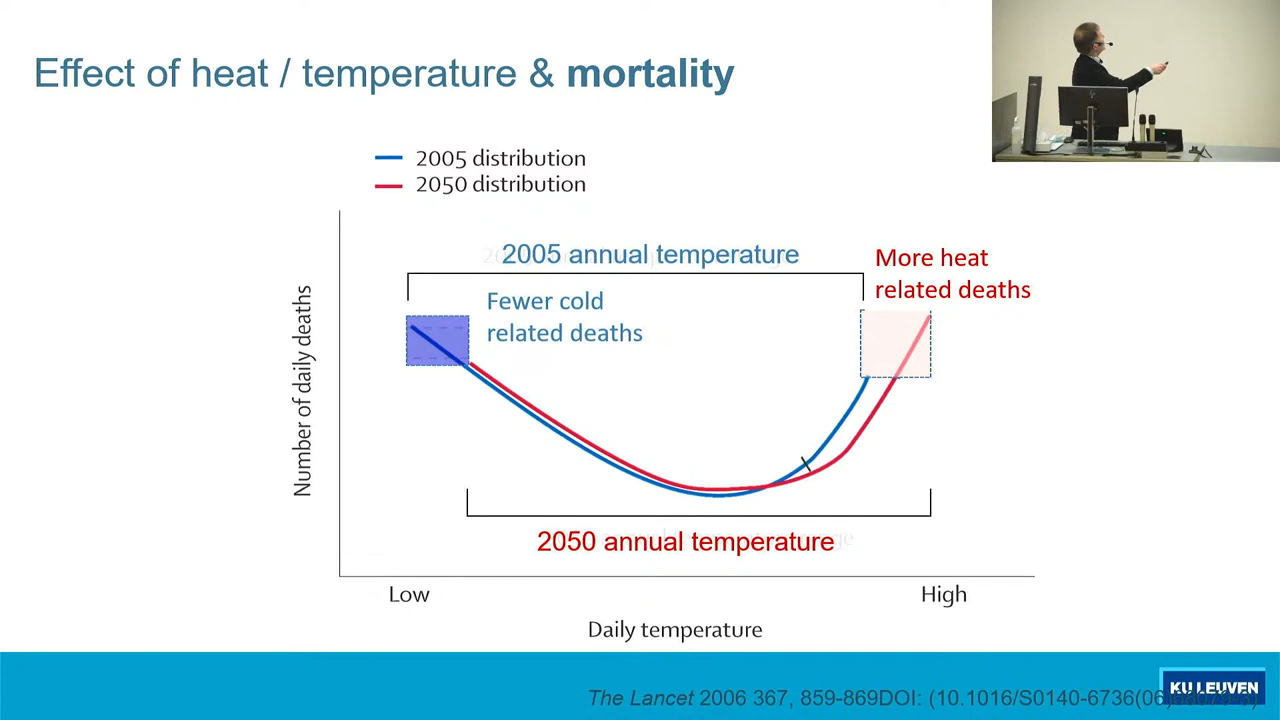 Effect of heat / temperature & mortality
2005 distribution
2050 distribution
2005 annual temperature
More heat
related deaths
Fewer cold
related deaths
Number of daily deaths
2050 annual temperature
Low
High
Daily temperature
KU LEUVEN
The Lancet 2006 367, 859-869DOI: (10.1016/S0140-6736(06)